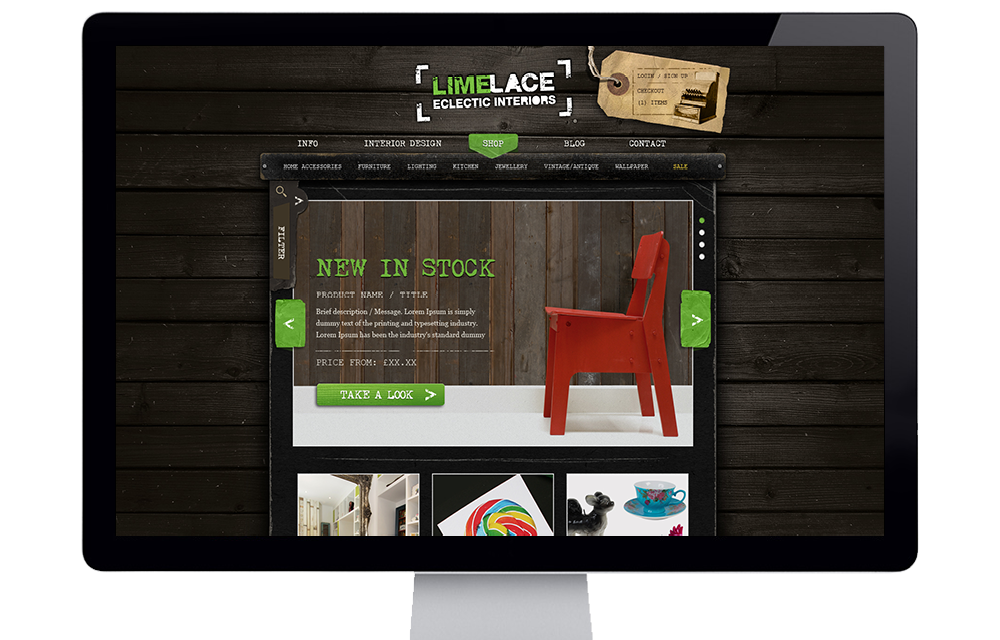 LIMELACE
ECLECTIC INTERIORS
LOGIN / SIGN UP
CHECKOUT
(1) ITEMS
INFO
INTERIOR DESIGN
SHOP
BLOG
CONTACT
HOME ACCESSORIES
FURNITURE
LIGHTING
KITCHEN
JEWELLERY
VINTAGE/ANTIQUE
WALLPAPER
SALE
>
FILTER
NEW IN STOCK
PRODUCT NAME / TITLE
Brief description / Message. Lorem Ipsum is simply
dummy text of the printing and typesetting industry.
Lorem Ipsum has been the industry's standard dummy
<
>
PRICE FROM: £XX.XX
TAKE A LOOK >